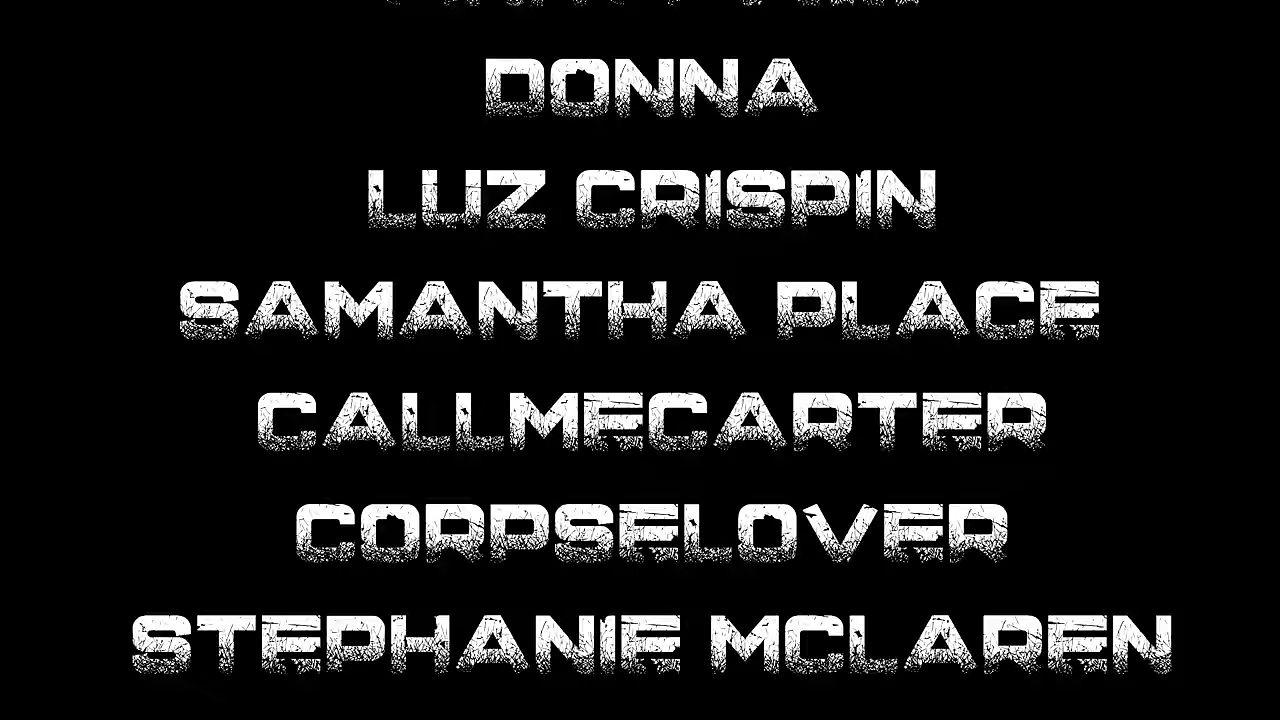 DONNA
LUZ CRISPIN
SAMANTHA PLACE
CALLMECARTER
CORPSELOVER
STEPHANIE MCLAREN